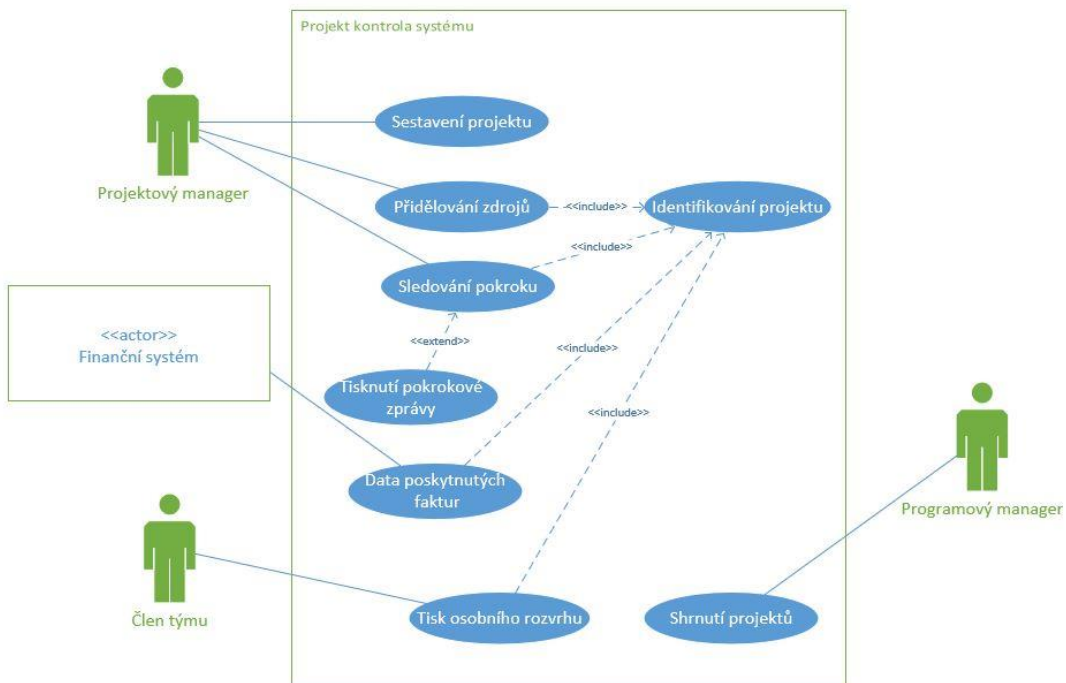 Projekt kontrola systému
Sestavení projektu
Projektový manager
Přidělování zdrojů
<<include>>
Identifikování projektu
<<include>>
Sledování pokroku
<<actor>>
Finanční systém
<<extend>>
<<include>>
Tisknutí pokrokové
zprávy
<<include>>
Data poskytnutých
faktur
Programový manager
Člen týmu
Tisk osobního rozvrhu
Shrnutí projektů